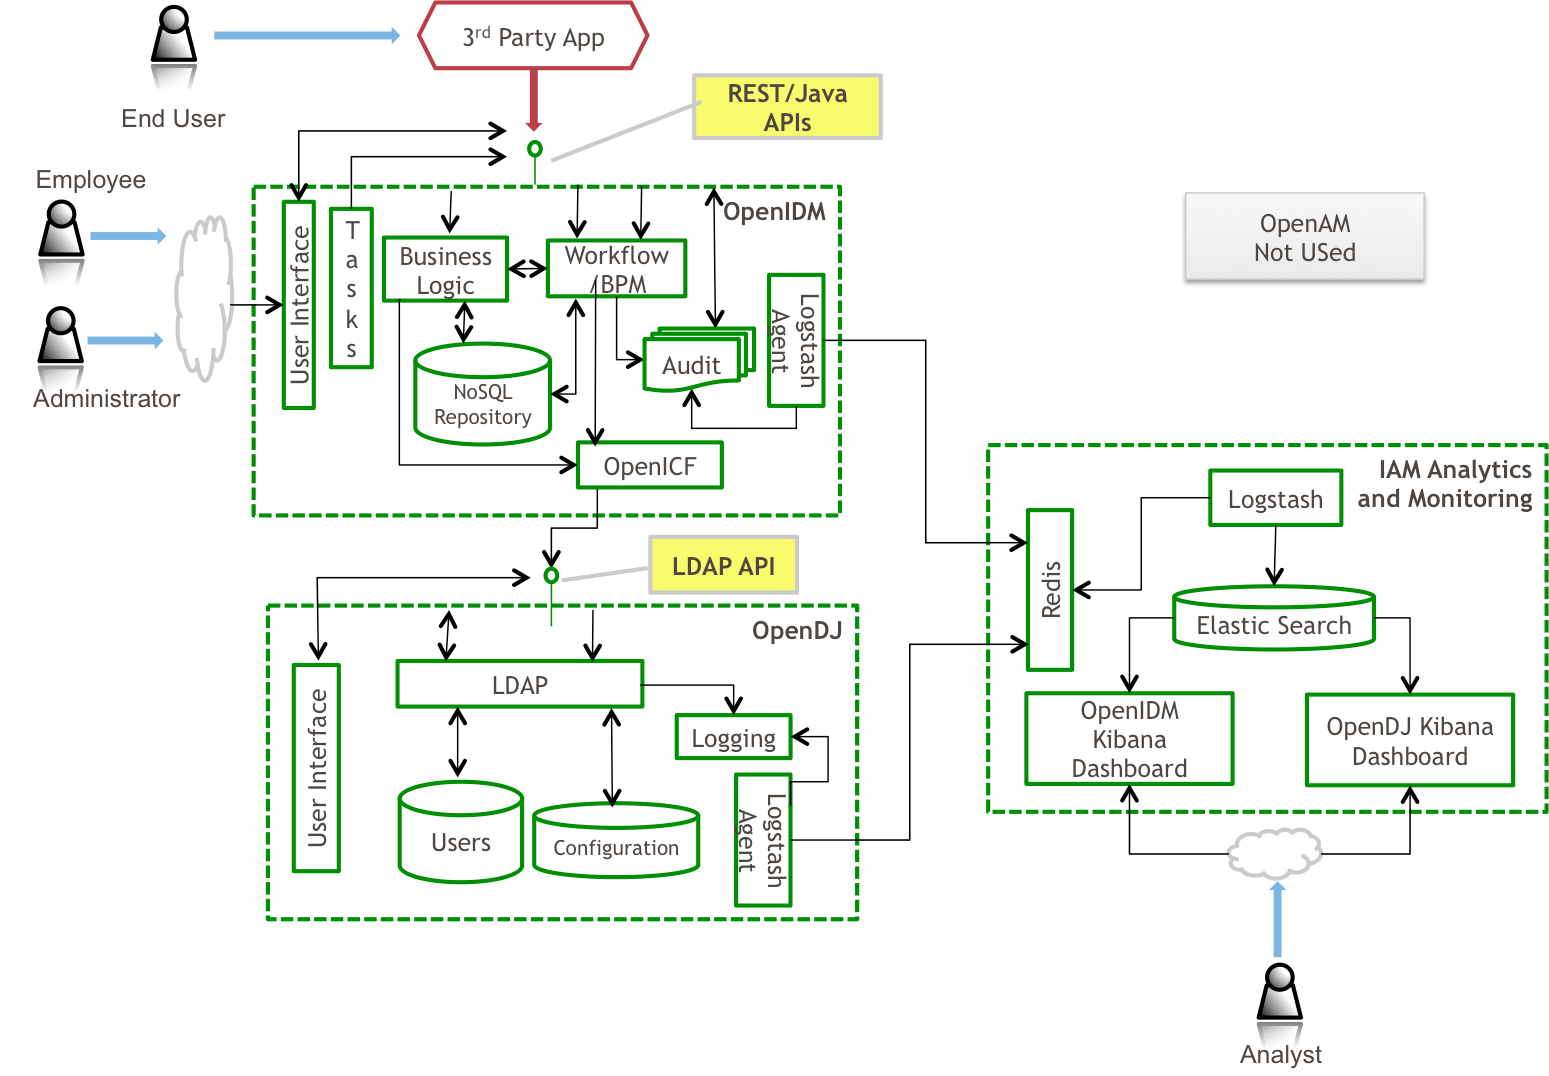 3rd Party App
End User
REST/Java
APIs
Employee
Administrator
OpenIDM
User Interface
Tasks
Business
Logic
Workflow
/BPM
NoSQL
Repository
Audit
Logstash
Agent
OpenICF
OpenAM
Not USed
LDAP API
OpenDJ
User Interface
LDAP
Logging
Users
Configuration
Logstash
Agent
IAM Analytics
and Monitoring
Logstash
Redis
Elastic Search
OpenIDM
Kibana
Dashboard
OpenDJ Kibana
Dashboard
Analyst